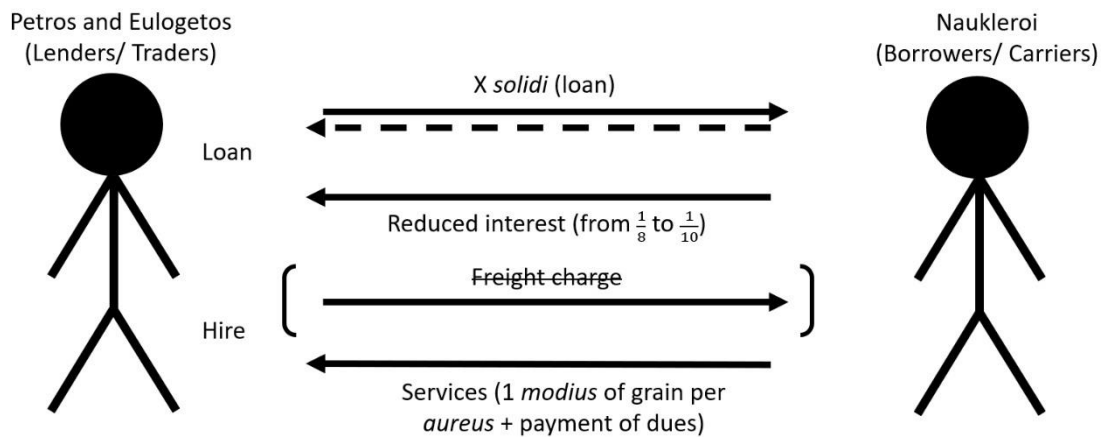 Petros and Eulogetos
(Lenders/ Traders)
Naukleroi
(Borrowers/ Carriers)
X solidi (loan)
Loan
Reduced interest (from 1/8 to 1/10)
Freight charge
Hire
Services (1 modius of grain per
aureus + payment of dues)